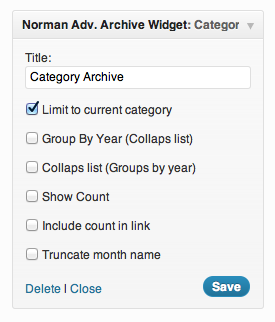 Norman Adv. Archive Widget: Categor
Title:
Category Archive
Limit to current category
Group By Year (Collaps list)
Collaps list (Groups by year)
Show Count
Include count in link
Truncate month name
Delete | Close Save